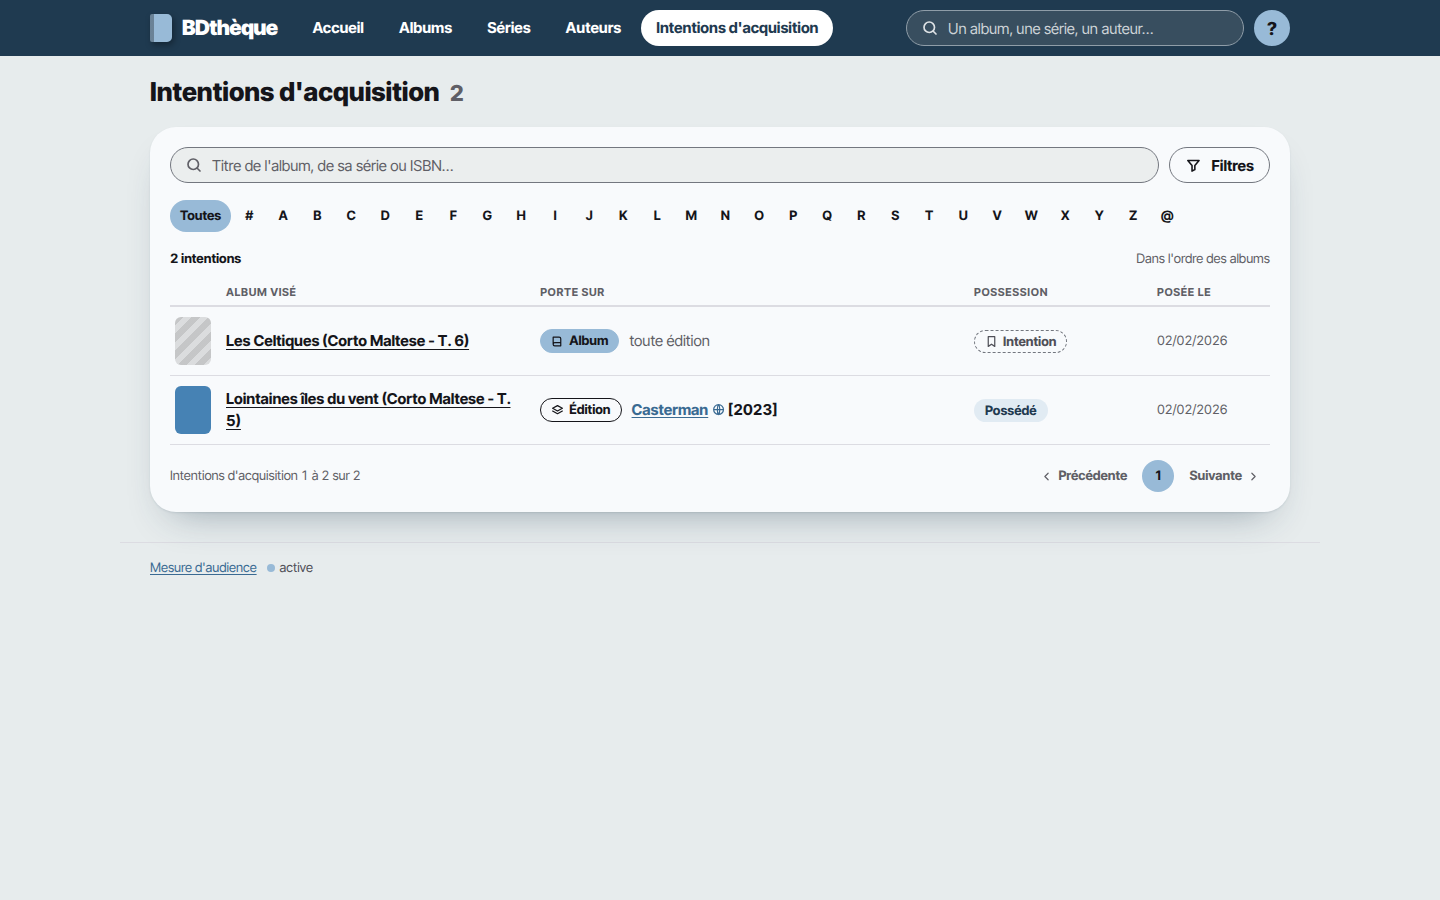 BDthèque Accueil Albums Séries Auteurs Intentions d'acquisition Un album, une série, un auteur... ?
Intentions d'acquisition 2
Titre de l'album, de sa série ou ISBN... Filtres
Toutes # A B C D E F G H I J K L M N O P Q R S T U V W X Y Z @
2 intentions Dans l'ordre des albums
ALBUM VISÉ PORTE SUR POSSESSION POSÉE LE
Les Celtiques (Corto Maltese - T. 6) Album toute édition Intention 02/02/2026
Lointaines îles du vent (Corto Maltese - T.
5) Édition Casterman [2023] Possédé 02/02/2026
Intentions d'acquisition 1 à 2 sur 2 Précédente 1 Suivante
Mesure d'audience active